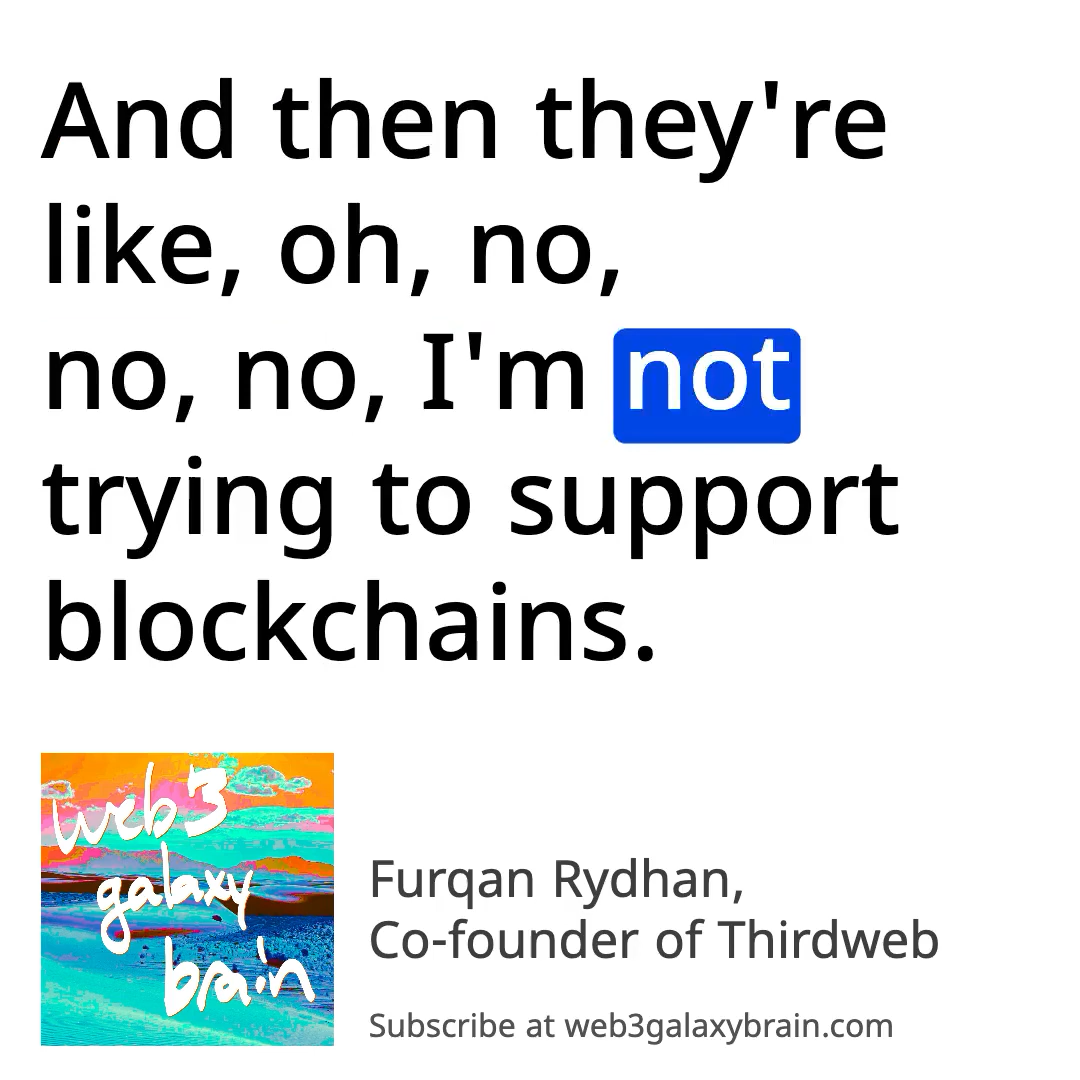 And then they're
like, oh, no,
no, no, I'm not
trying to support
blockchains.
web3
galaxy
brain
Furqan Rydhan,
Co-founder of Thirdweb
Subscribe at web3galaxybrain.com